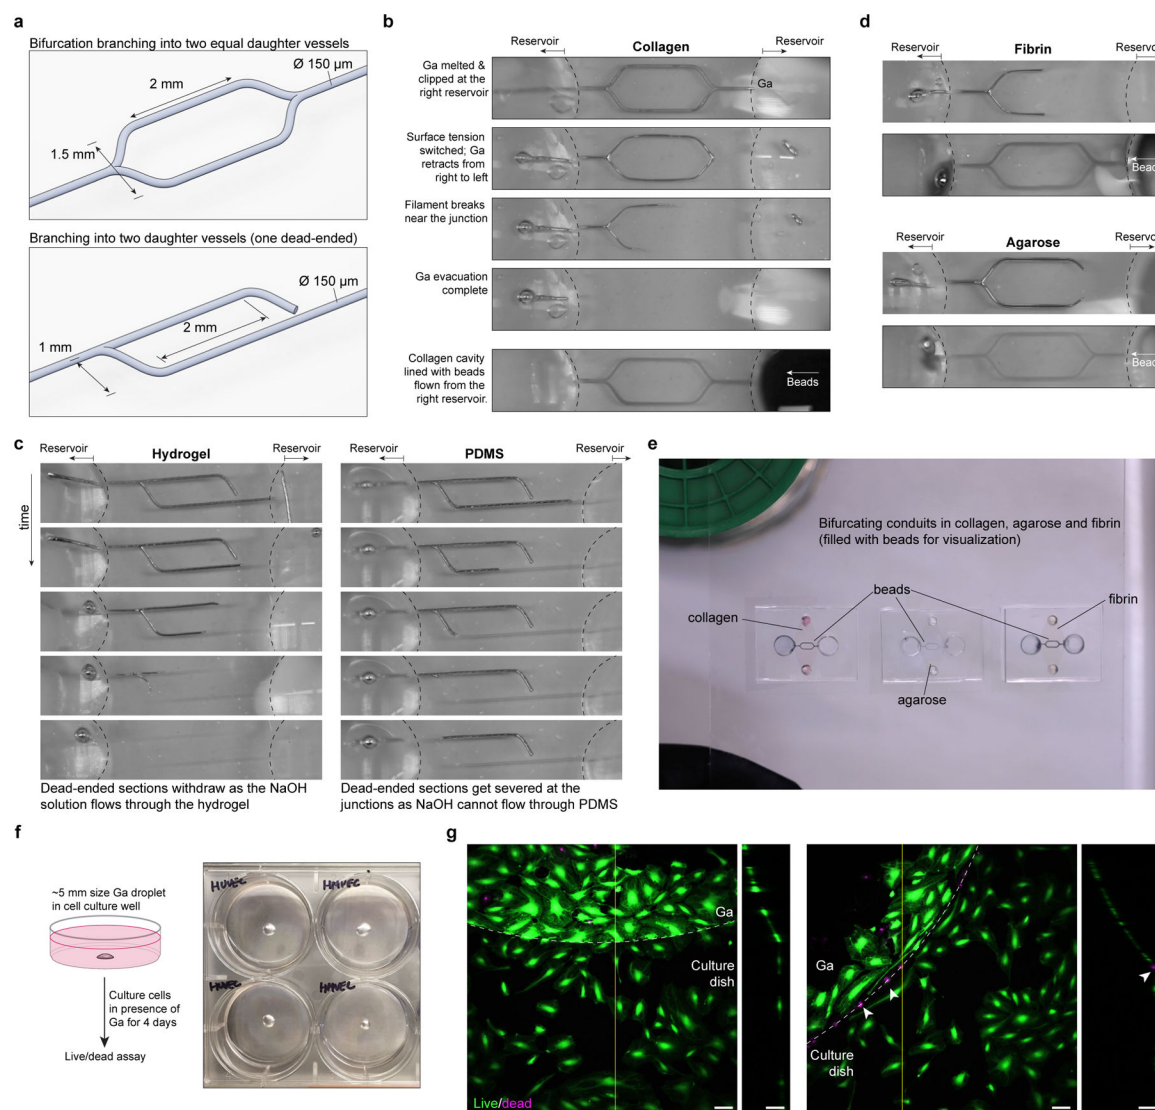 a
Bifurcation branching into two equal daughter vessels
2 mm
Ø 150 µm
1.5 mm
Branching into two daughter vessels (one dead-ended)
Ø 150 µm
2 mm
1 mm
b
Reservoir
Collagen
Reservoir
Ga melted &
clipped at the
right reservoir
Ga
Surface tension
switched; Ga
retracts from
right to left
Filament breaks
near the junction
Ga evacuation
complete
Collagen cavity
lined with beads
flown from the
right reservoir.
Beads
d
Reservoir
Fibrin
Reservoir
Beads
Reservoir
Agarose
Reservoir
Beads
c
Reservoir
Hydrogel
Reservoir
Reservoir
PDMS
Reservoir
time
Dead-ended sections withdraw as the NaOH
solution flows through the hydrogel
Dead-ended sections get severed at the
junctions as NaOH cannot flow through PDMS
e
Bifurcating conduits in collagen, agarose and fibrin
(filled with beads for visualization)
beads
collagen
fibrin
agarose
f
~5 mm size Ga droplet
in cell culture well
Culture cells
in presence of
Ga for 4 days
Live/dead assay
HUVEC
HMVEC
HUVEC
HMVEC
g
Ga
Culture
dish
Live/dead
Ga
Culture
dish